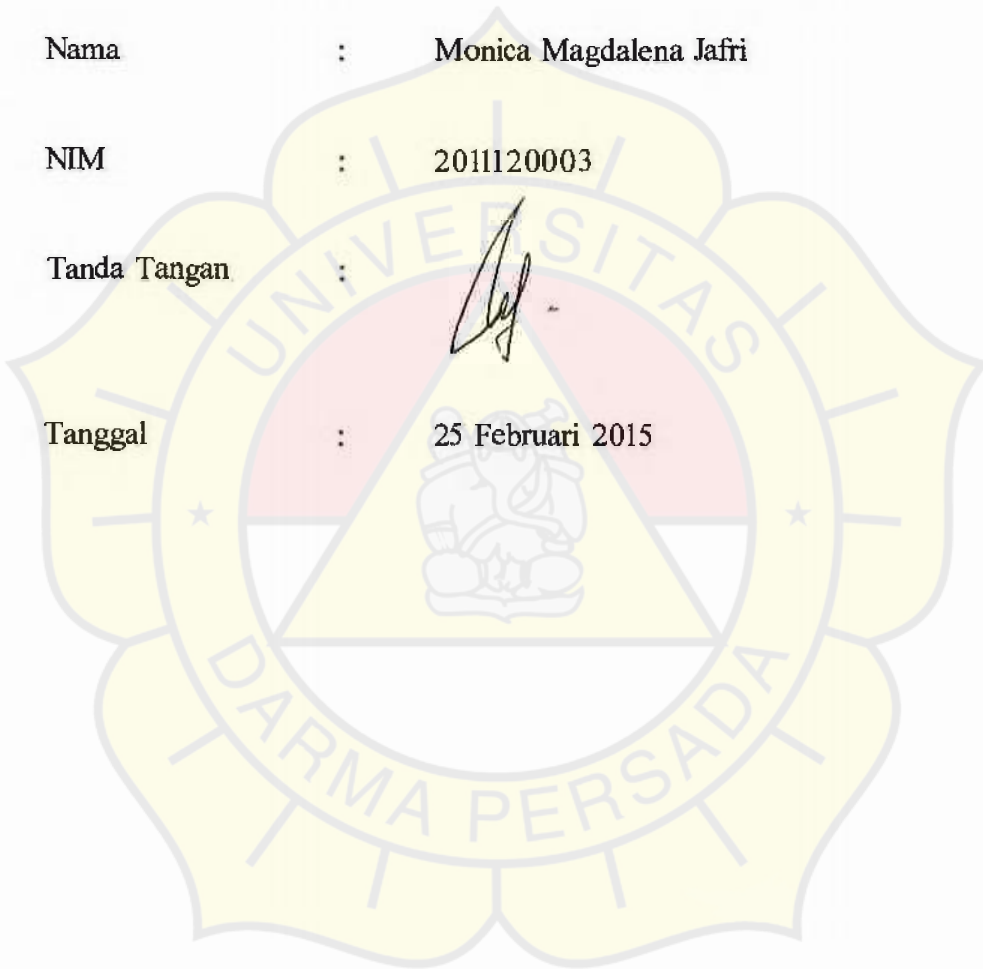 Nama : Monica Magdalena Jafri
NIM : 2011120003
Tanda Tangan :
Tanggal : 25 Februari 2015
UNIVERSITAS
DARMA PERSADA